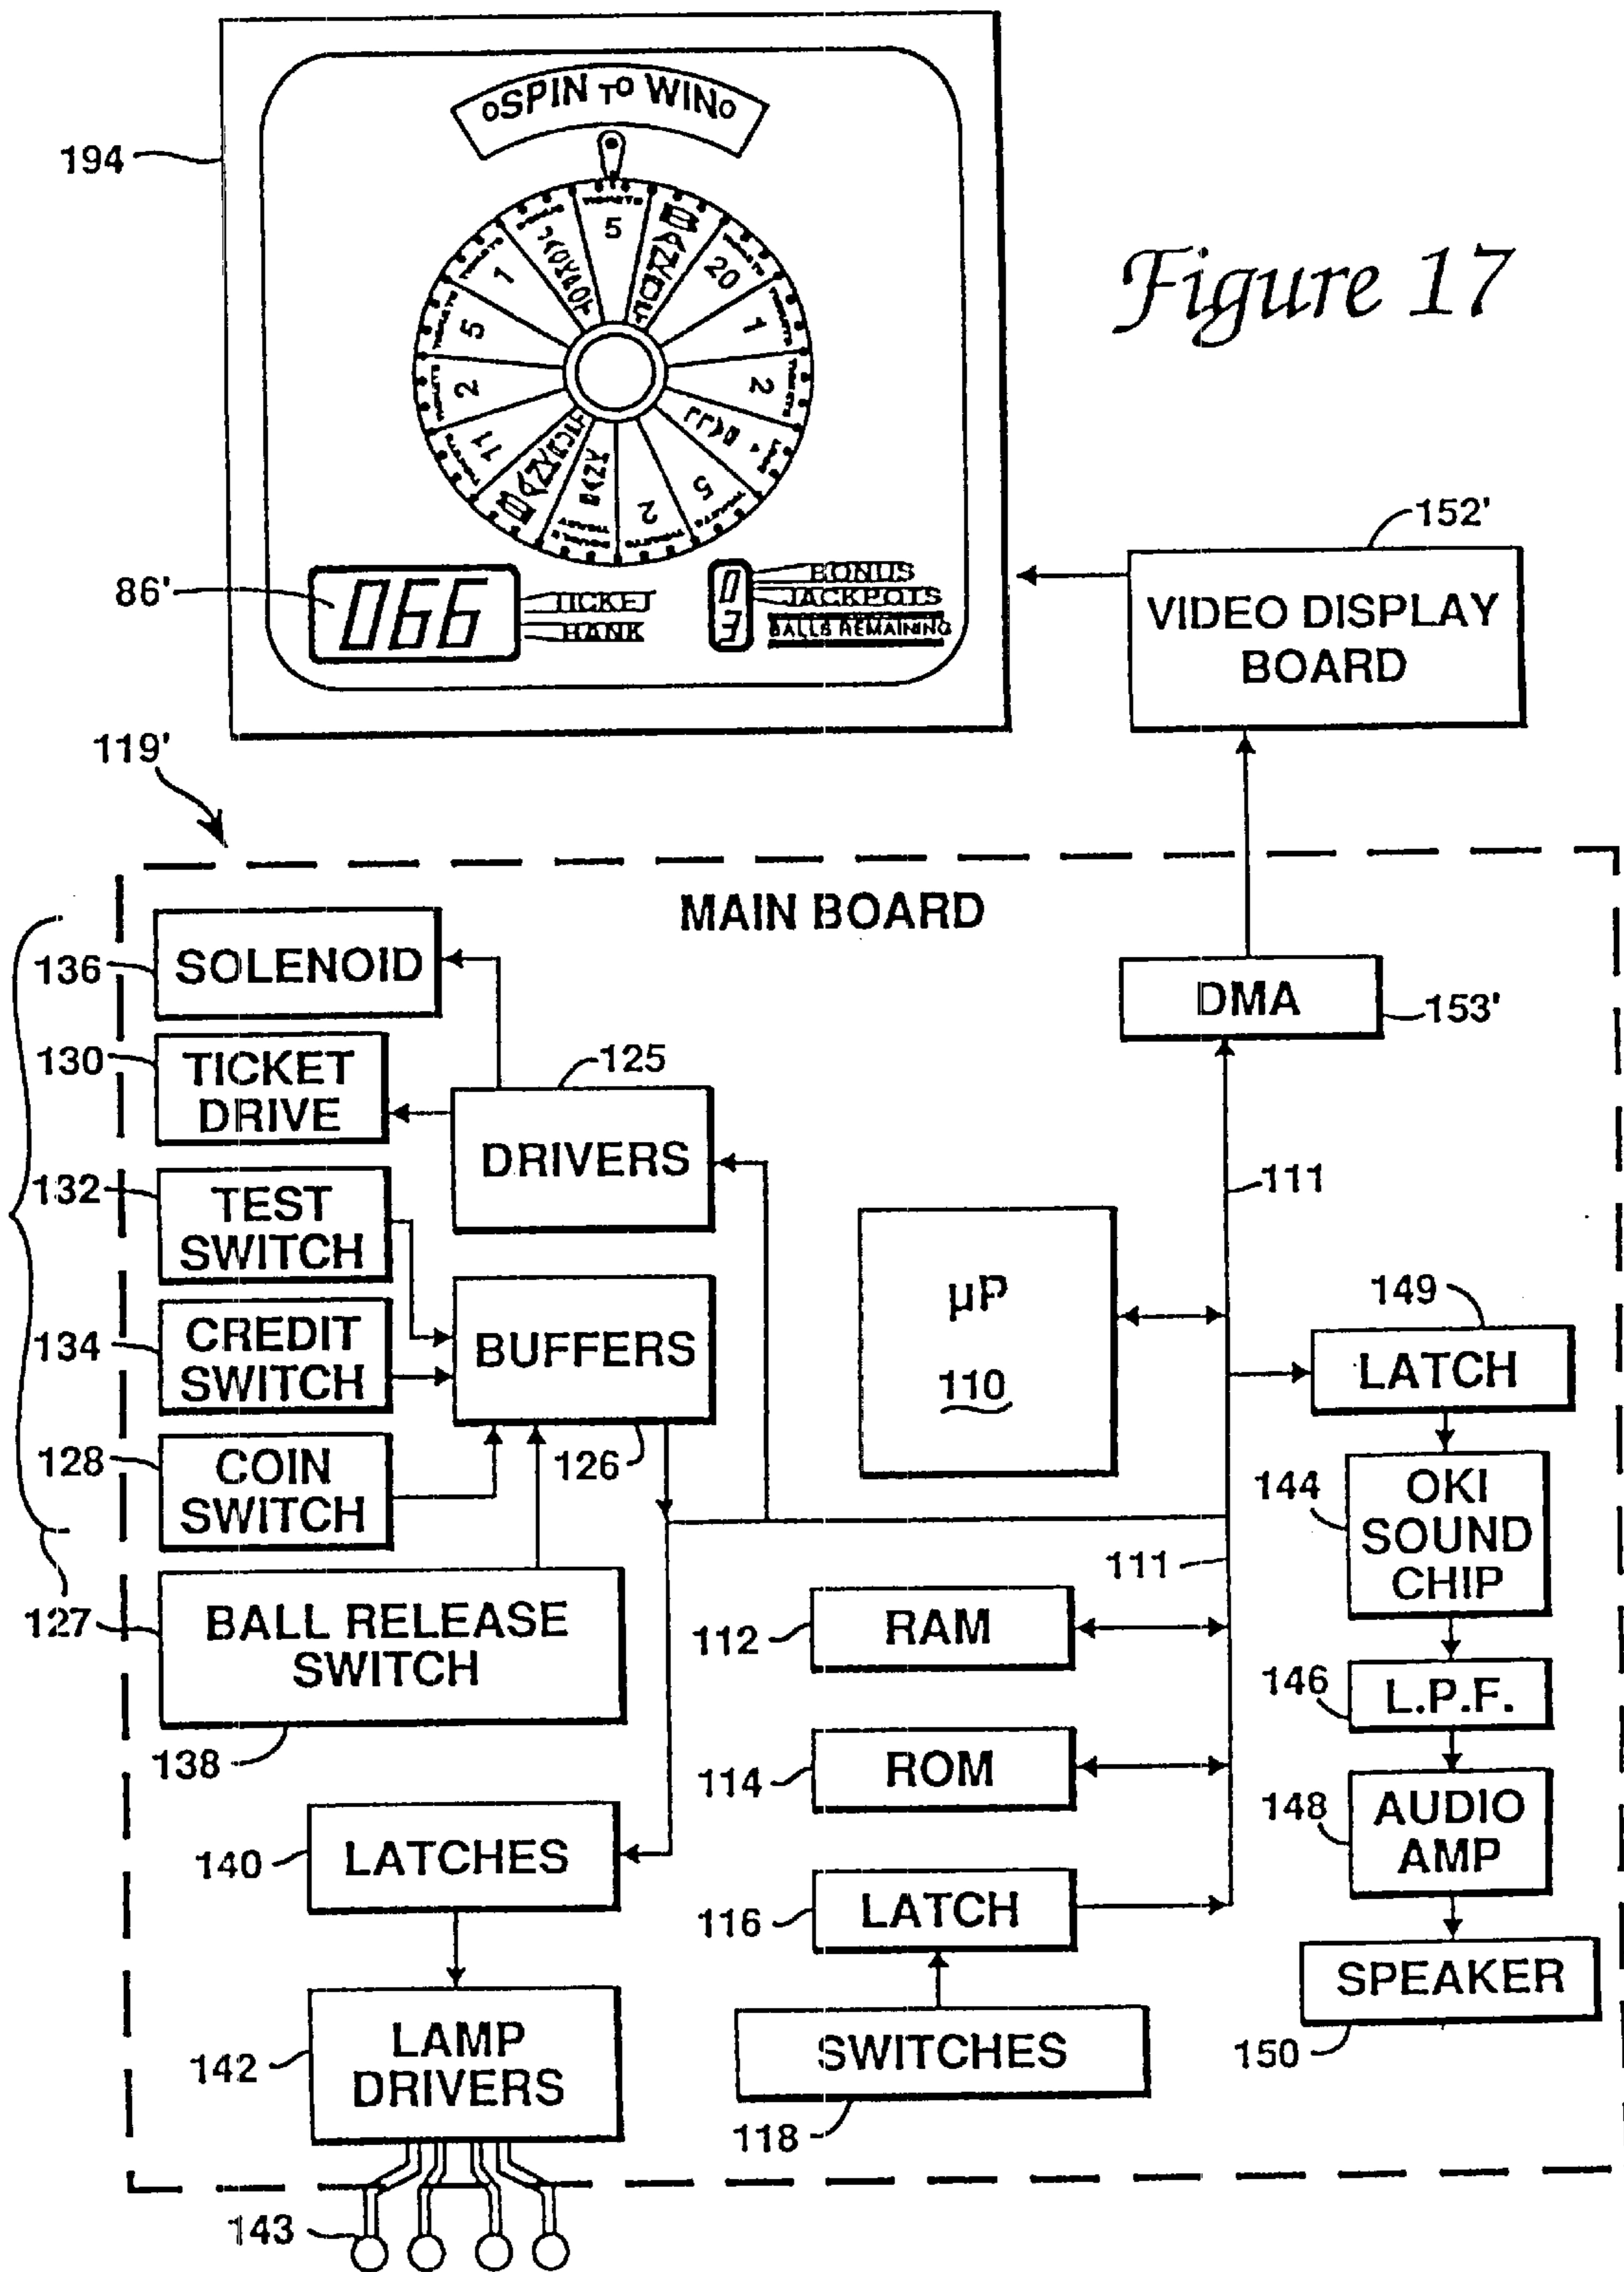 SPIN TO WIN
194
5
20
1
2
5
2
11
2
5
1
Figure 17
152'
86'
066
TICKET
BANK
0
3
BONUS
JACKPOTS
BALLS REMAINING
VIDEO DISPLAY
BOARD
119'
MAIN BOARD
136
SOLENOID
DMA
153'
130
TICKET
DRIVE
125
DRIVERS
111
132
TEST
SWITCH
µP
110
149
LATCH
134
CREDIT
SWITCH
BUFFERS
126
128
COIN
SWITCH
144
OKI
SOUND
CHIP
111
127
BALL RELEASE
SWITCH
138
112
RAM
146
L.P.F.
114
ROM
148
AUDIO
AMP
140
LATCHES
116
LATCH
SPEAKER
150
142
LAMP
DRIVERS
SWITCHES
118
143